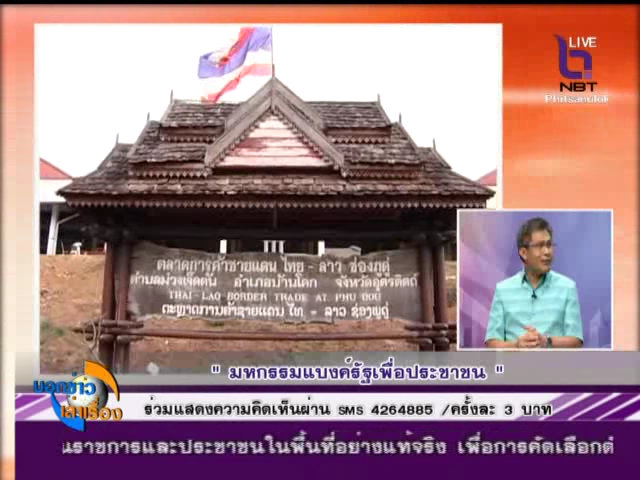 LIVE
NBT
Phitsanulok
ตลาดการค้าชายแดน ไทย - ลาว ช่องภูดู่
ตำบลม่วงเจ็ดต้น อำเภอบ้านโคก จังหวัดอุตรดิตถ์
THAI - LAO BORDER TRADE AT PHU DOO
" มหกรรมแบงค์รัฐเพื่อประชาชน "
นอกข่าว
เล่าเรื่อง
ร่วมแสดงความคิดเห็นผ่าน SMS 4264885 /ครั้งละ 3 บาท
นราชการและประชาชนในพื้นที่อย่างแท้จริง เพื่อการคัดเลือกต่